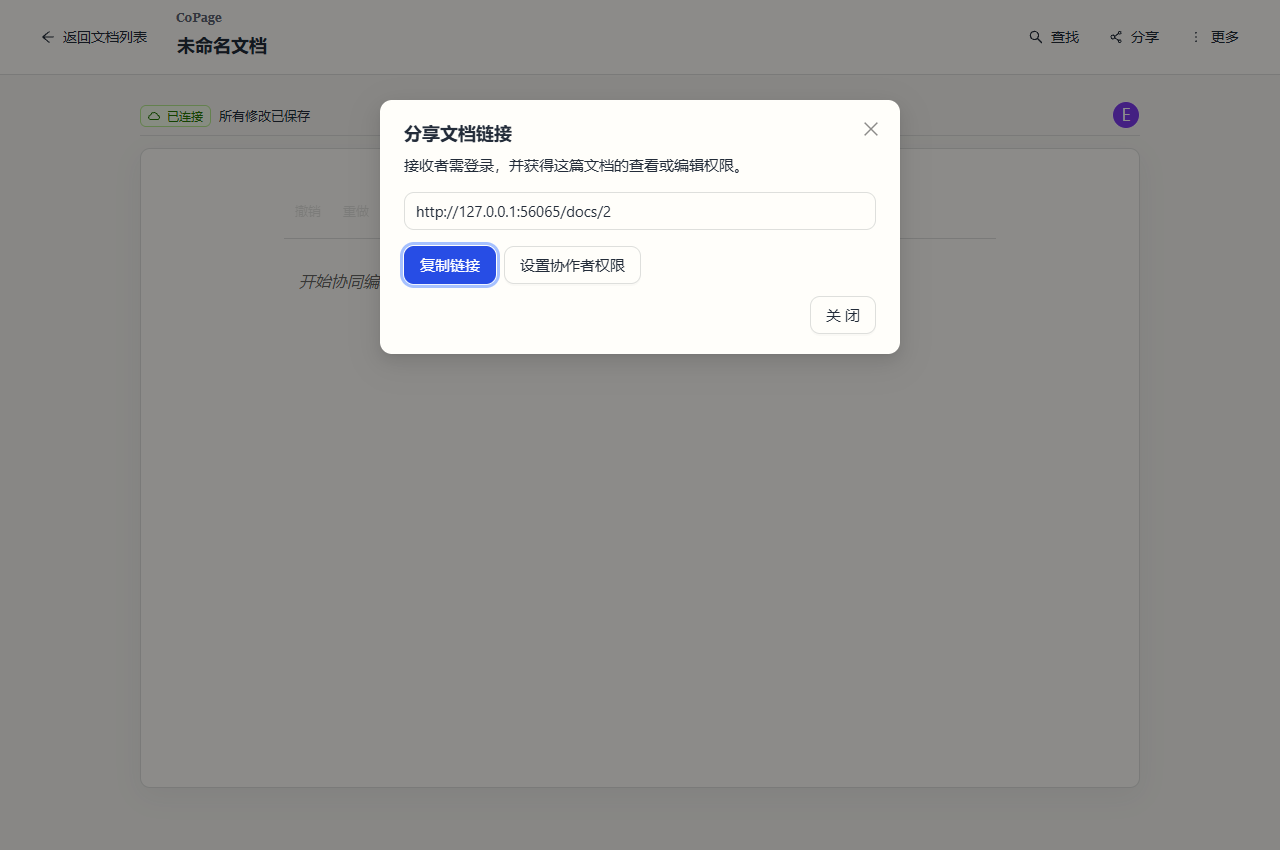 CoPage
返回文档列表
未命名文档
查找
分享
更多
已连接
所有修改已保存
E
分享文档链接
接收者需登录，并获得这篇文档的查看或编辑权限。
http://127.0.0.1:56065/docs/2
复制链接
设置协作者权限
关 闭
撤销
重做
开始协同编